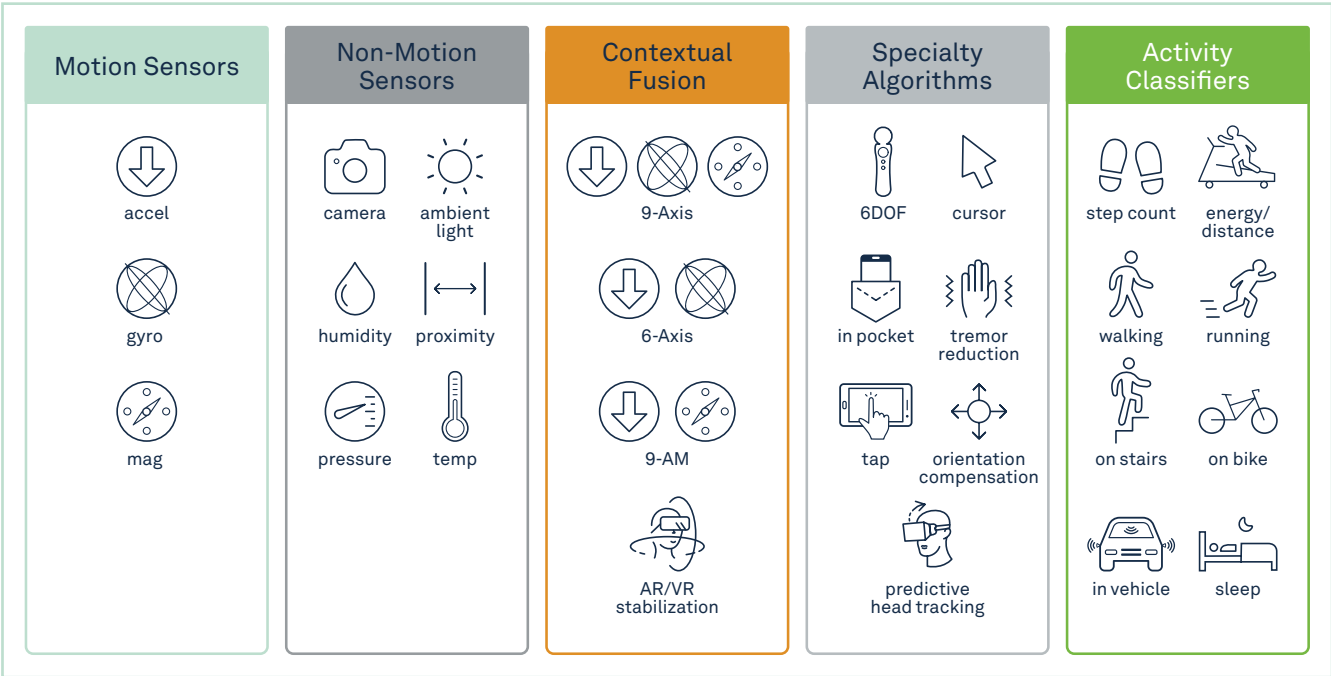 Motion Sensors
accel
gyro
mag
Non-Motion
Sensors
camera
ambient
light
humidity
proximity
pressure
temp
Contextual
Fusion
9-Axis
6-Axis
9-AM
AR/VR
stabilization
Specialty
Algorithms
6DOF
cursor
in pocket
tremor
reduction
tap
orientation
compensation
predictive
head tracking
Activity
Classifiers
step count
energy/
distance
walking
running
on stairs
on bike
in vehicle
sleep